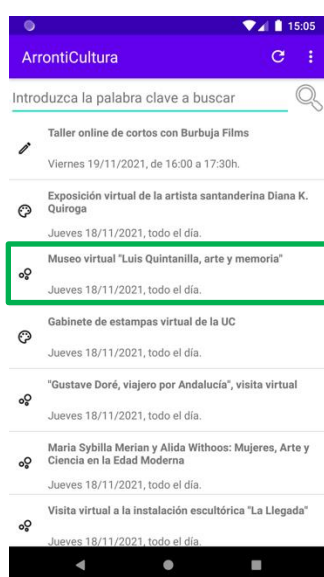 15:05
ArrontiCultura
Introduzca la palabra clave a buscar
Taller online de cortos con Burbuja Films
Viernes 19/11/2021, de 16:00 a 17:30h.
Exposición virtual de la artista santanderina Diana K.
Quiroga
Jueves 18/11/2021, todo el día.
Museo virtual "Luis Quintanilla, arte y memoria"
Jueves 18/11/2021, todo el día.
Gabinete de estampas virtual de la UC
Jueves 18/11/2021, todo el día.
"Gustave Doré, viajero por Andalucía", visita virtual
Jueves 18/11/2021, todo el día.
Maria Sybilla Merian y Alida Withoos: Mujeres, Arte y
Ciencia en la Edad Moderna
Jueves 18/11/2021, todo el día.
Visita virtual a la instalación escultórica "La Llegada"
Jueves 18/11/2021, todo el día.